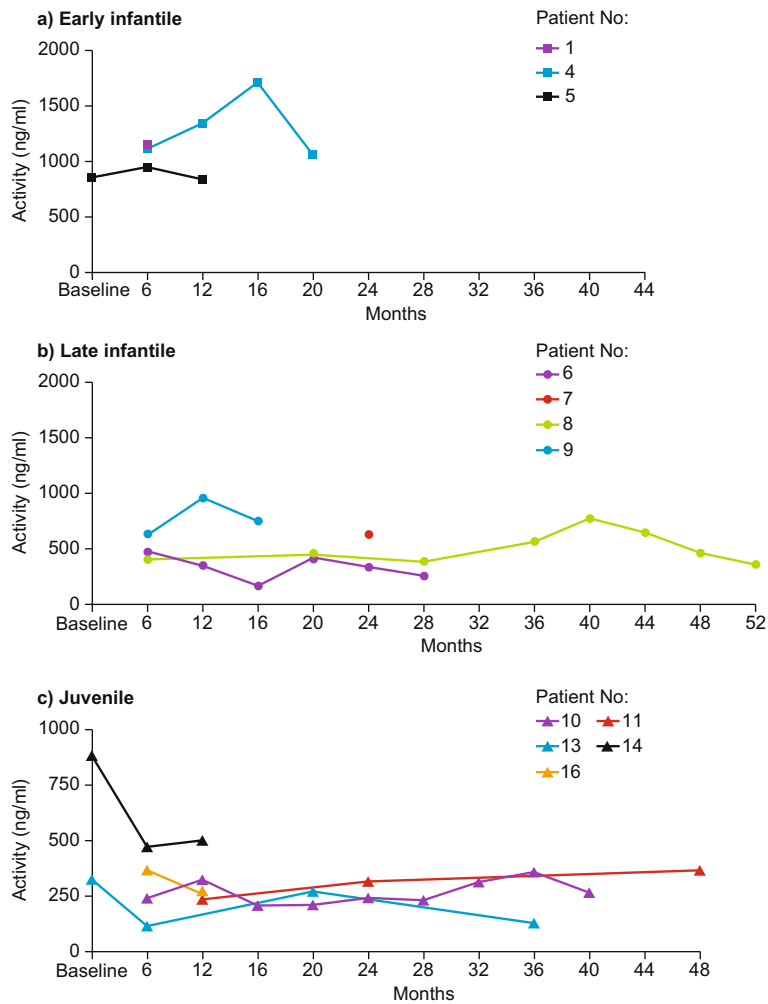 a) Early infantile
Patient No:
1
4
5
2000
1500
1000
500
0
Activity (ng/ml)
Baseline 6 12 16 20 24 28 32 36 40 44
Months
b) Late infantile
Patient No:
6
7
8
9
2000
1500
1000
500
0
Activity (ng/ml)
Baseline 6 12 16 20 24 28 32 36 40 44 48 52
Months
c) Juvenile
Patient No:
10 11
13 14
16
1000
750
500
250
0
Activity (ng/ml)
Baseline 6 12 16 20 24 28 32 36 40 44 48
Months